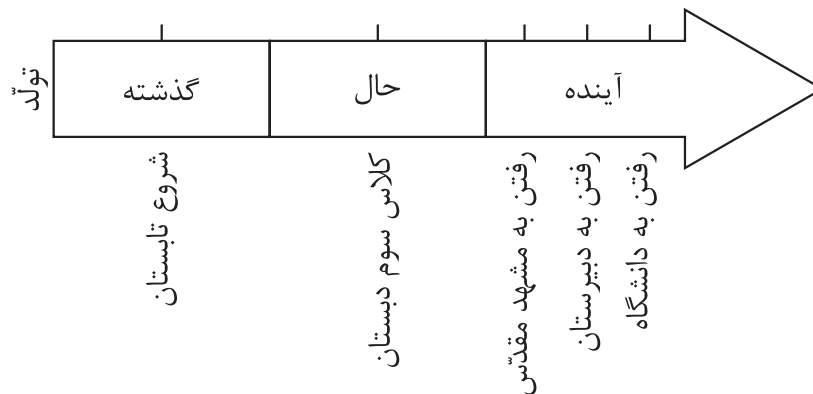 تولّد
گذشته
حال
آینده
شروع تابستان
کلاس سوم دبستان
رفتن به مشهد مقدّس
رفتن به دبیرستان
رفتن به دانشگاه